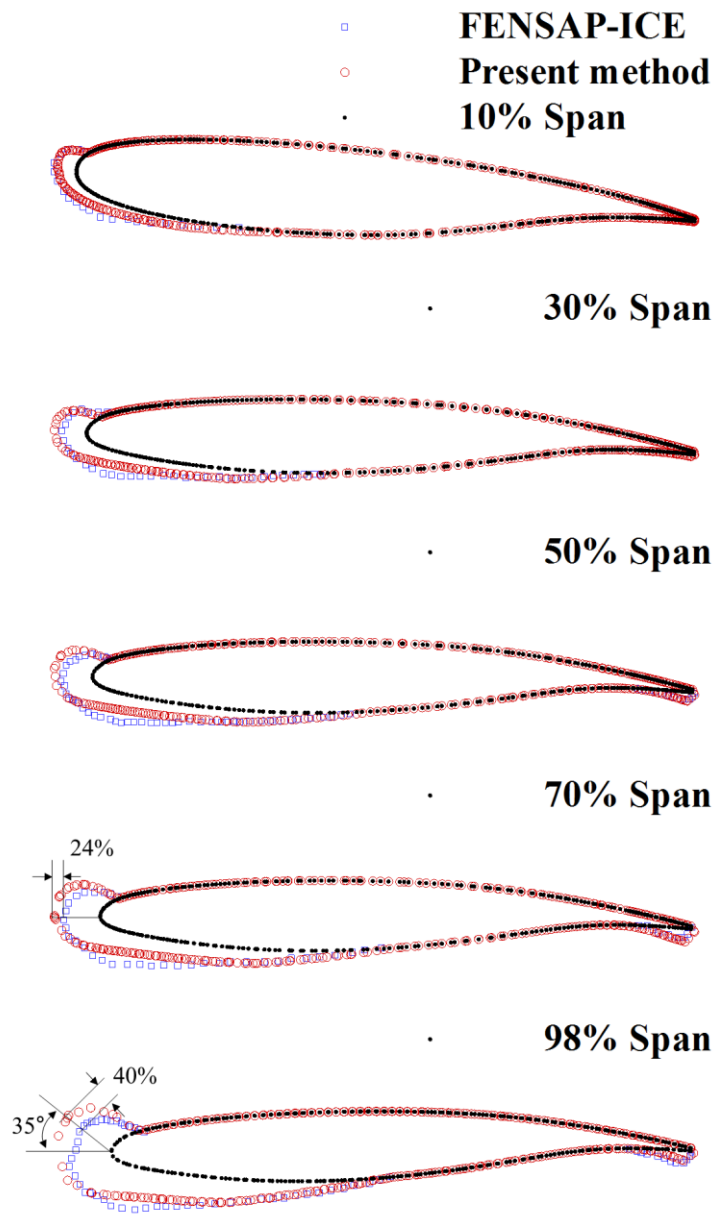 FENSAP-ICE
Present method
10% Span
30% Span
50% Span
70% Span
24%
98% Span
40%
35°